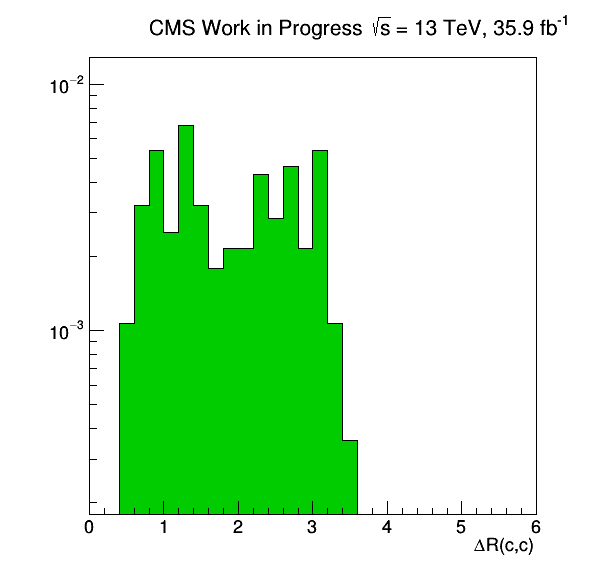 CMS Work in Progress √s = 13 TeV, 35.9 fb⁻¹
10⁻²
10⁻³
0 1 2 3 4 5 6
ΔR(c,c)